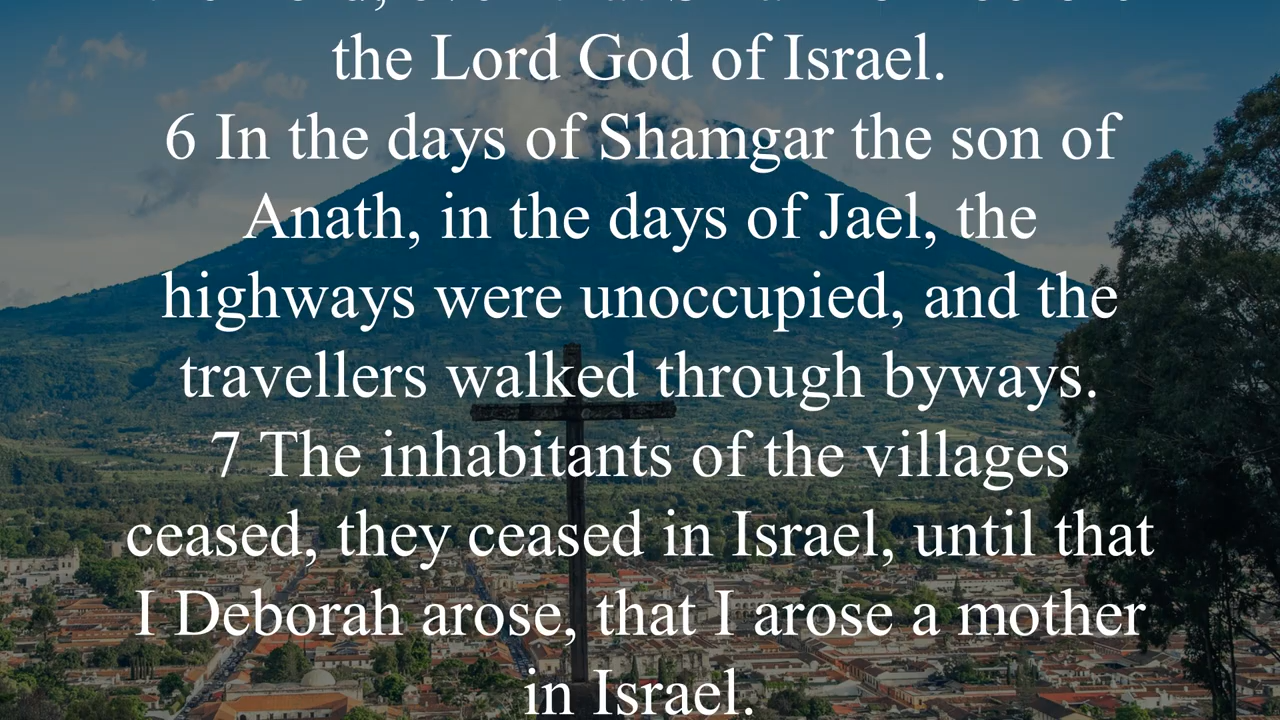 the Lord God of Israel.
6 In the days of Shamgar the son of
Anath, in the days of Jael, the
highways were unoccupied, and the
travellers walked through byways.
7 The inhabitants of the villages
ceased, they ceased in Israel, until that
I Deborah arose, that I arose a mother
in Israel.